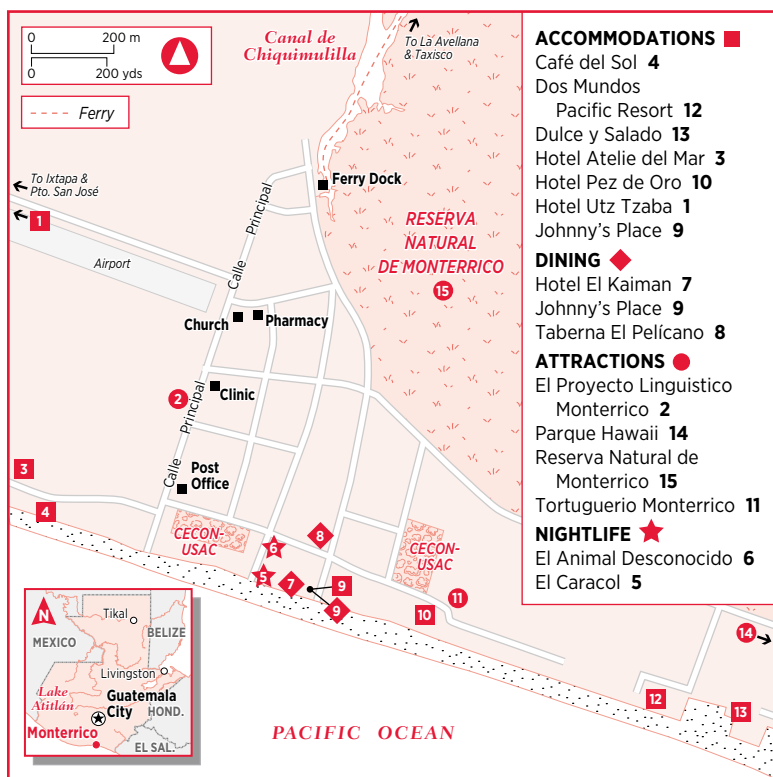 0 200 m
0 200 yds
Ferry
Canal de
Chiquimulilla
To La Avellana
& Taxisco
To Ixtapa &
Pto. San José
1
Airport
Calle Principal
Ferry Dock
RESERVA
NATURAL
DE MONTERRICO
15
Church
Pharmacy
2
Clinic
Calle Principal
Post
Office
3
4
CECON-
USAC
6
8
CECON-
USAC
5
7
9
9
10
11
12
13
14
PACIFIC OCEAN
N
Tikal
MEXICO
BELIZE
Livingston
Lake
Atitlán
Guatemala
City
HOND.
Monterrico
EL SAL.
ACCOMMODATIONS
Café del Sol 4
Dos Mundos
Pacific Resort 12
Dulce y Salado 13
Hotel Atelie del Mar 3
Hotel Pez de Oro 10
Hotel Utz Tzaba 1
Johnny's Place 9
DINING
Hotel El Kaiman 7
Johnny's Place 9
Taberna El Pelícano 8
ATTRACTIONS
El Proyecto Linguistico
Monterrico 2
Parque Hawaii 14
Reserva Natural de
Monterrico 15
Tortuguerio Monterrico 11
NIGHTLIFE
El Animal Desconocido 6
El Caracol 5